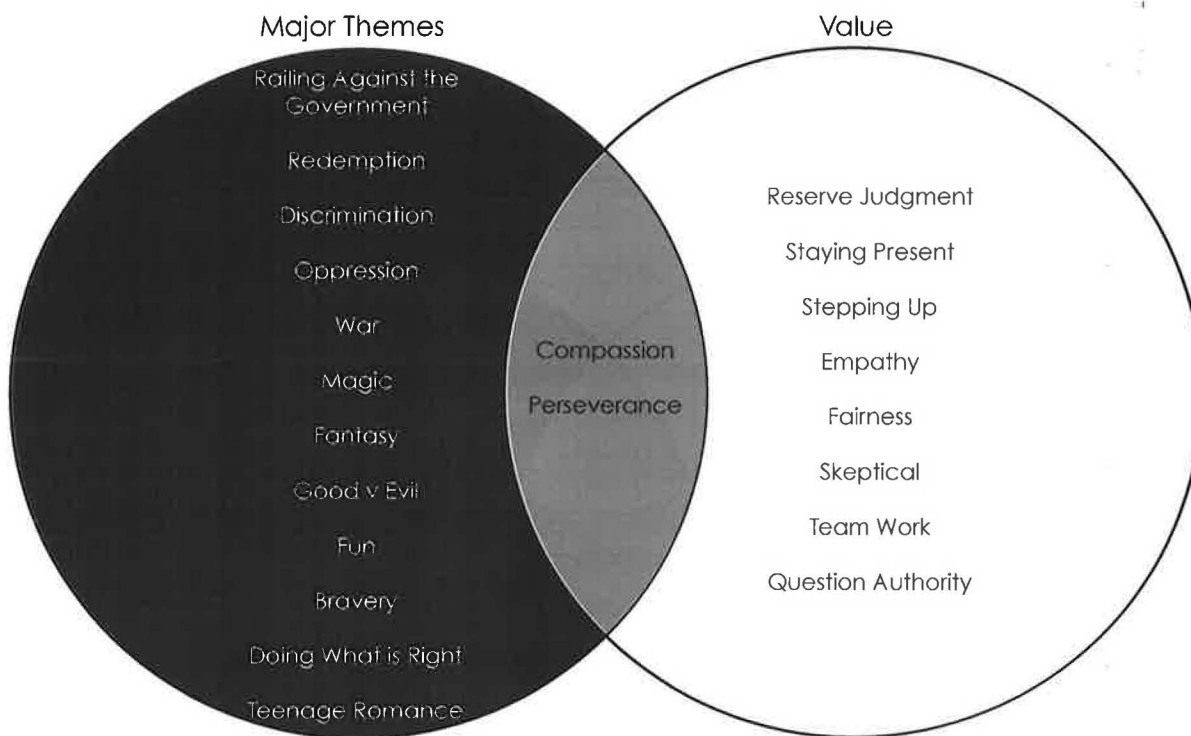 Major Themes
Value
Railing Against the
Government
Redemption
Discrimination
Oppression
War
Magic
Fantasy
Good v Evil
Fun
Bravery
Doing What is Right
Teenage Romance
Compassion
Perseverance
Reserve Judgment
Staying Present
Stepping Up
Empathy
Fairness
Skeptical
Team Work
Question Authority